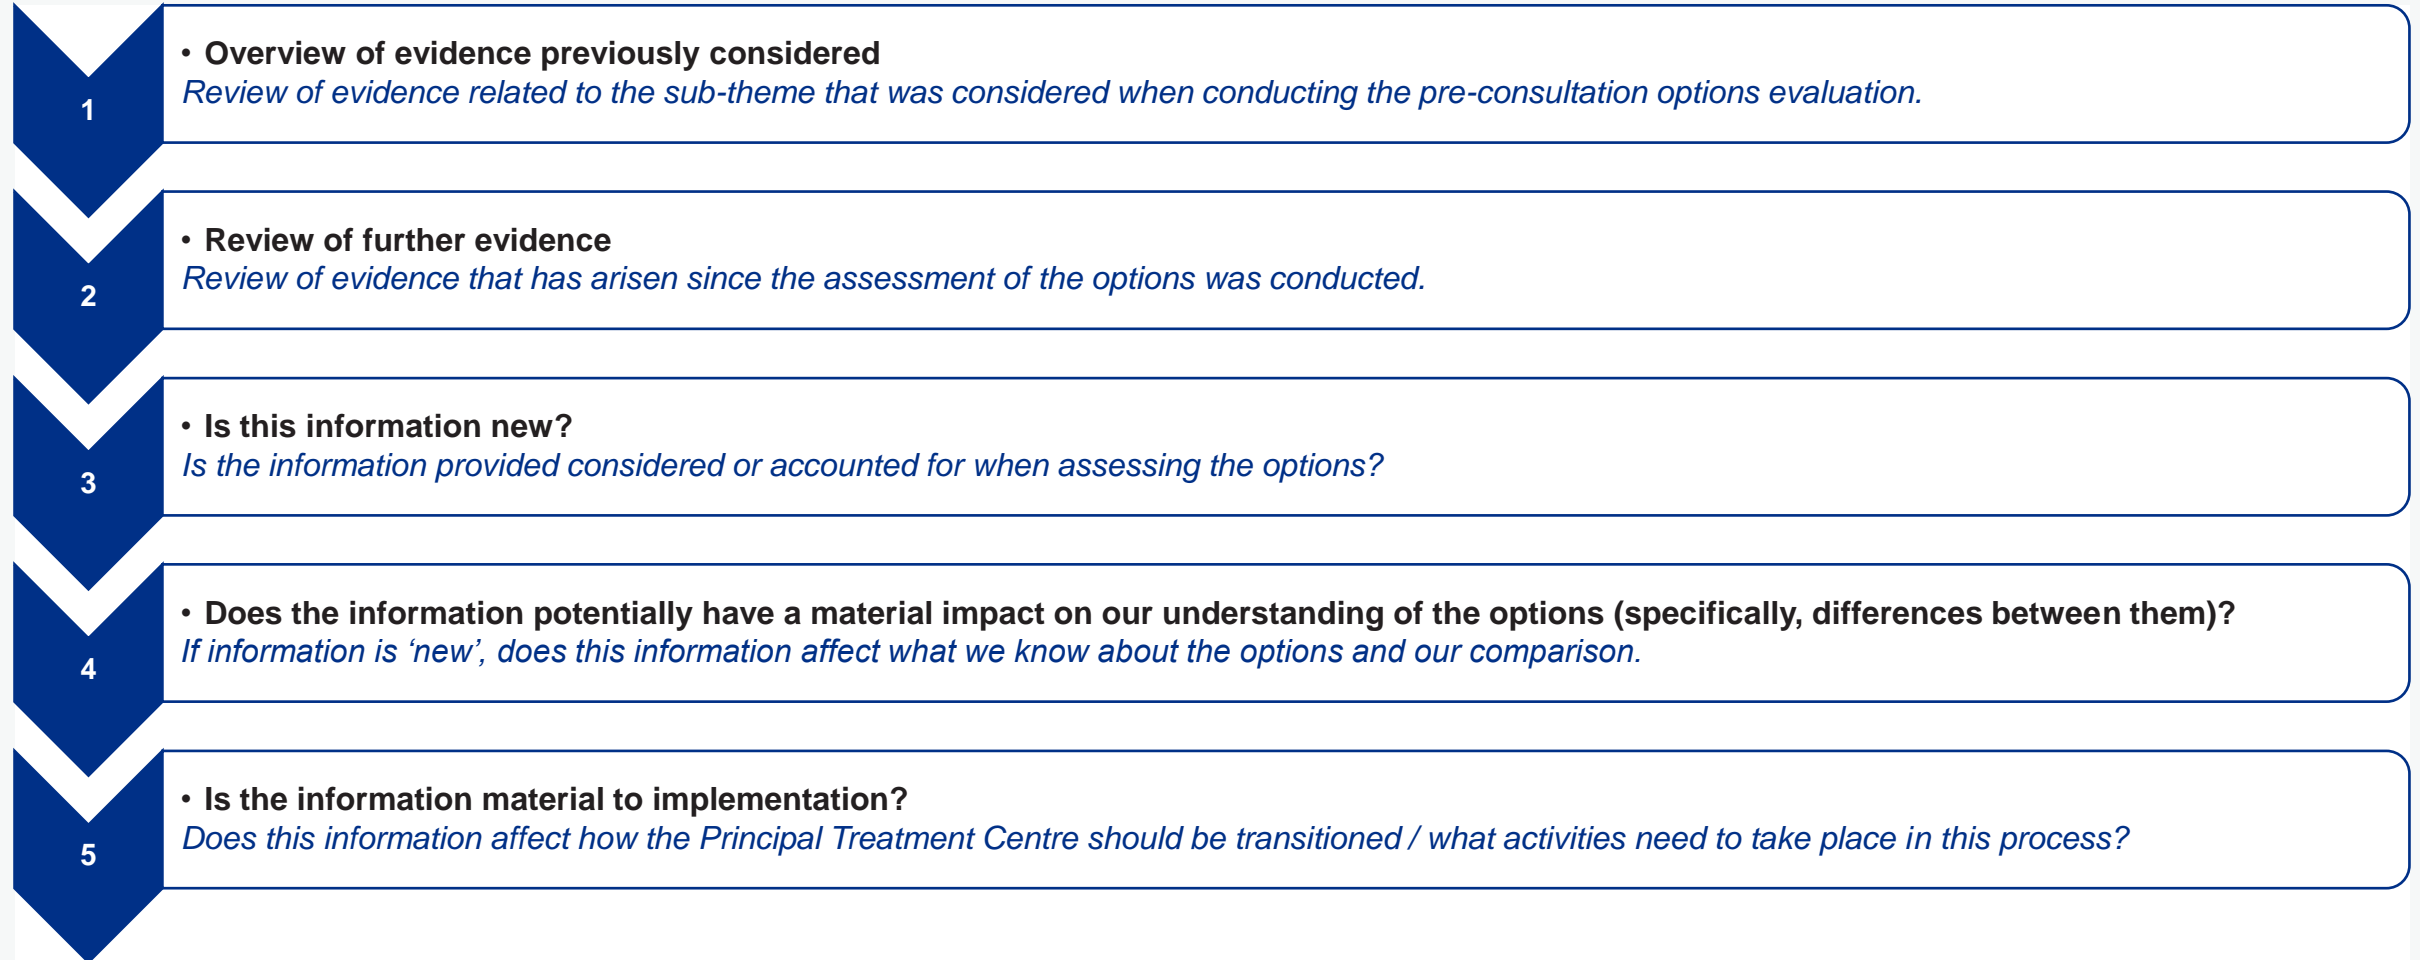 1
• Overview of evidence previously considered
Review of evidence related to the sub-theme that was considered when conducting the pre-consultation options evaluation.
2
• Review of further evidence
Review of evidence that has arisen since the assessment of the options was conducted.
3
• Is this information new?
Is the information provided considered or accounted for when assessing the options?
4
• Does the information potentially have a material impact on our understanding of the options (specifically, differences between them)?
If information is ‘new’, does this information affect what we know about the options and our comparison.
5
• Is the information material to implementation?
Does this information affect how the Principal Treatment Centre should be transitioned / what activities need to take place in this process?